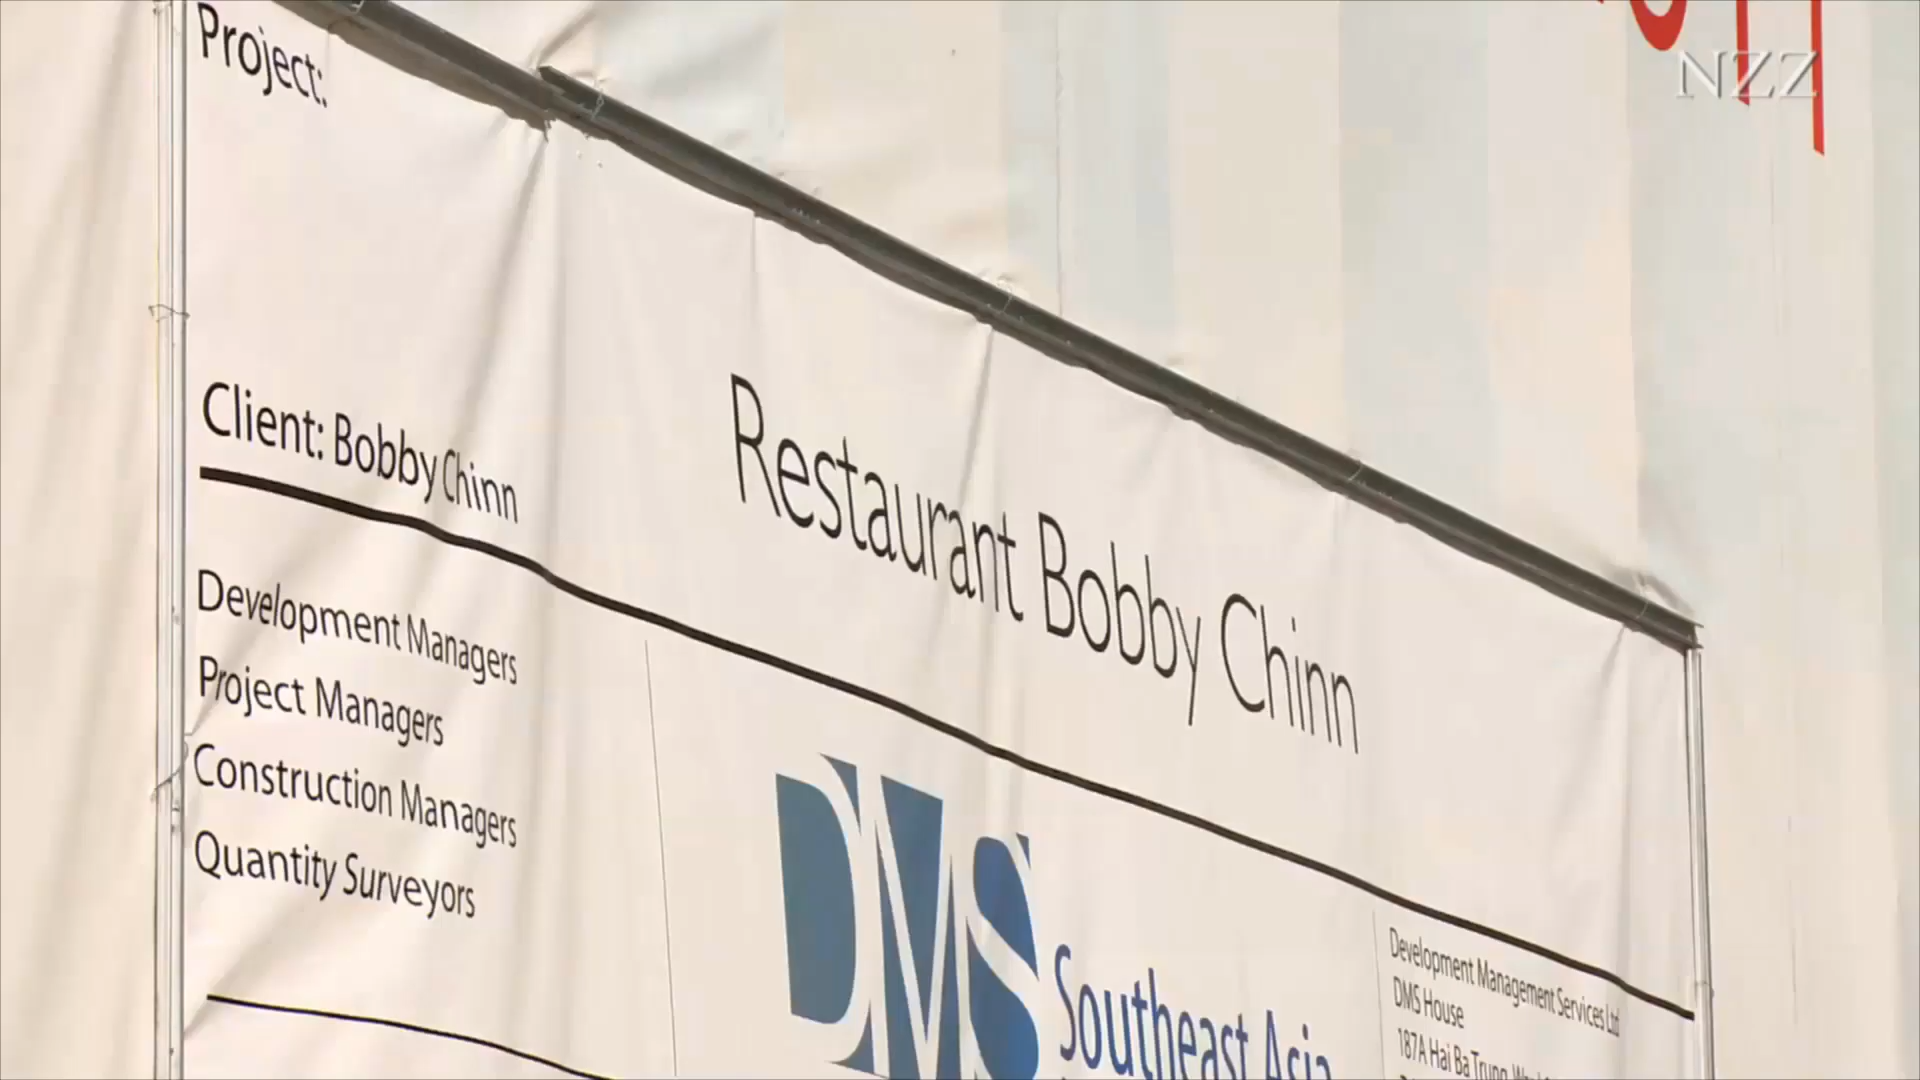 NZZ
Project:
Restaurant Bobby Chinn
Client: Bobby Chinn
Development Managers
Project Managers
Construction Managers
Quantity Surveyors
DMS
Southeast Asia
Development Management Services Ltd
DMS House
187A Hai Ba Trung